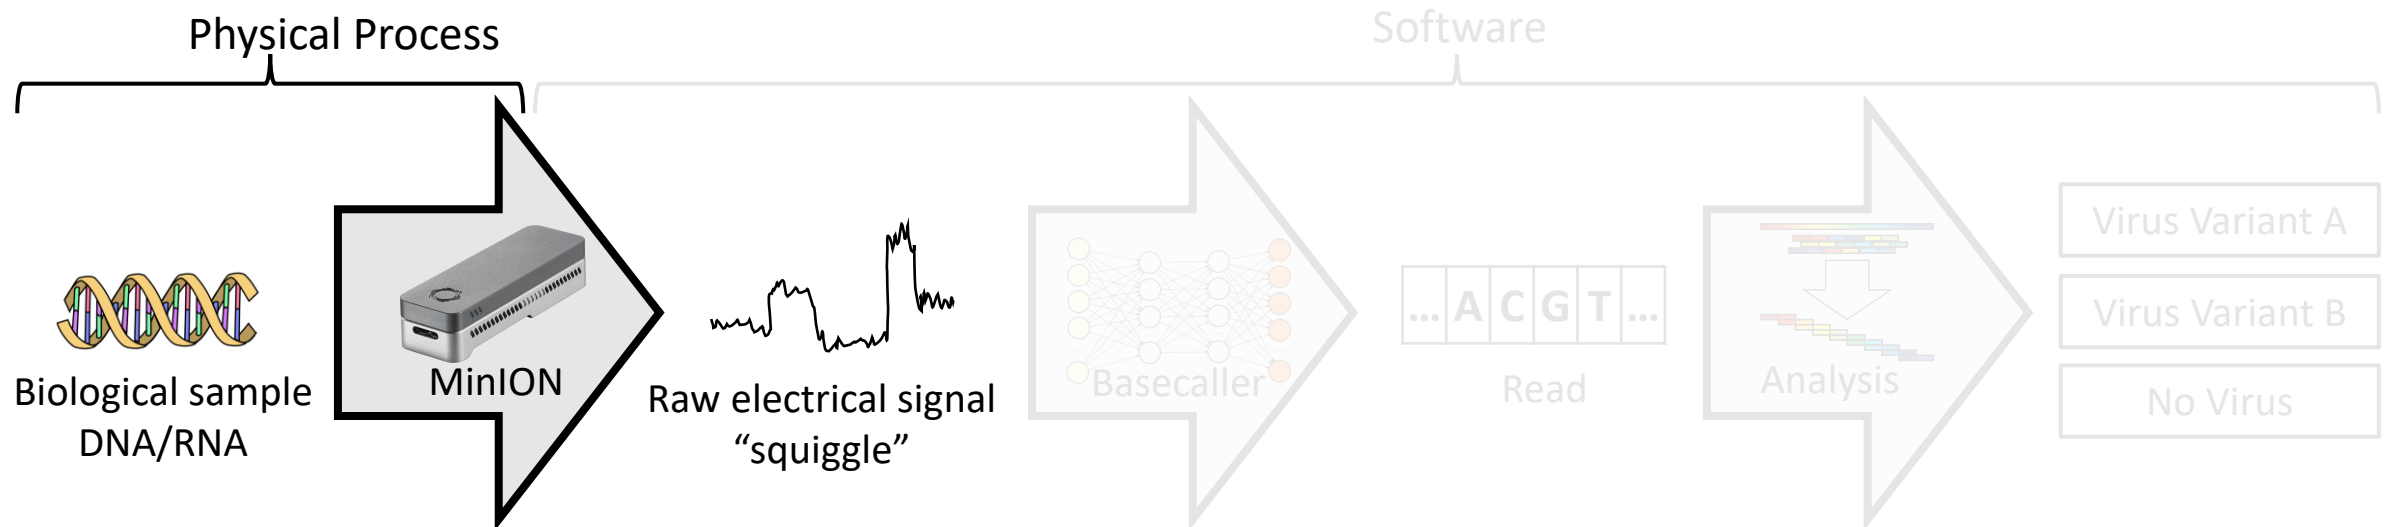 Physical Process
Software
Biological sample
DNA/RNA
MinION
Raw electrical signal
“squiggle”
Basecaller
... A C G T ...
Read
Analysis
Virus Variant A
Virus Variant B
No Virus